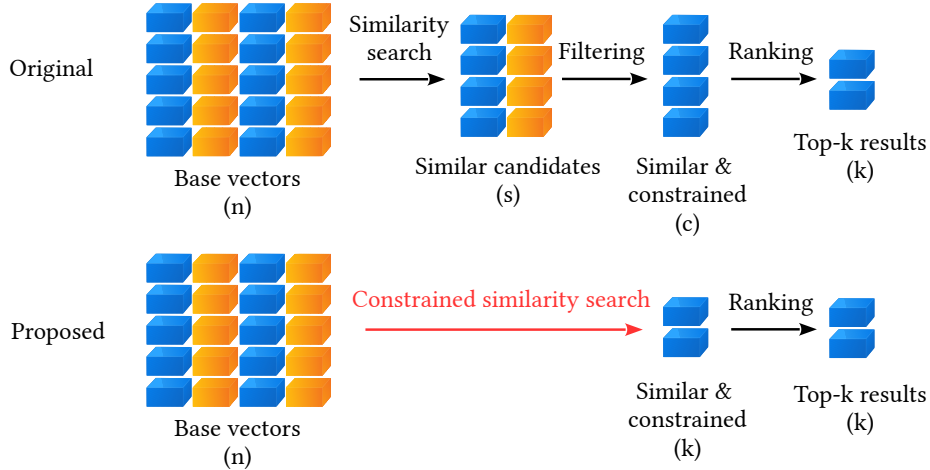 Original
Similarity
search
Filtering
Ranking
Base vectors
(n)
Similar candidates
(s)
Similar &
constrained
(c)
Top-k results
(k)
Proposed
Constrained similarity search
Ranking
Base vectors
(n)
Similar &
constrained
(k)
Top-k results
(k)